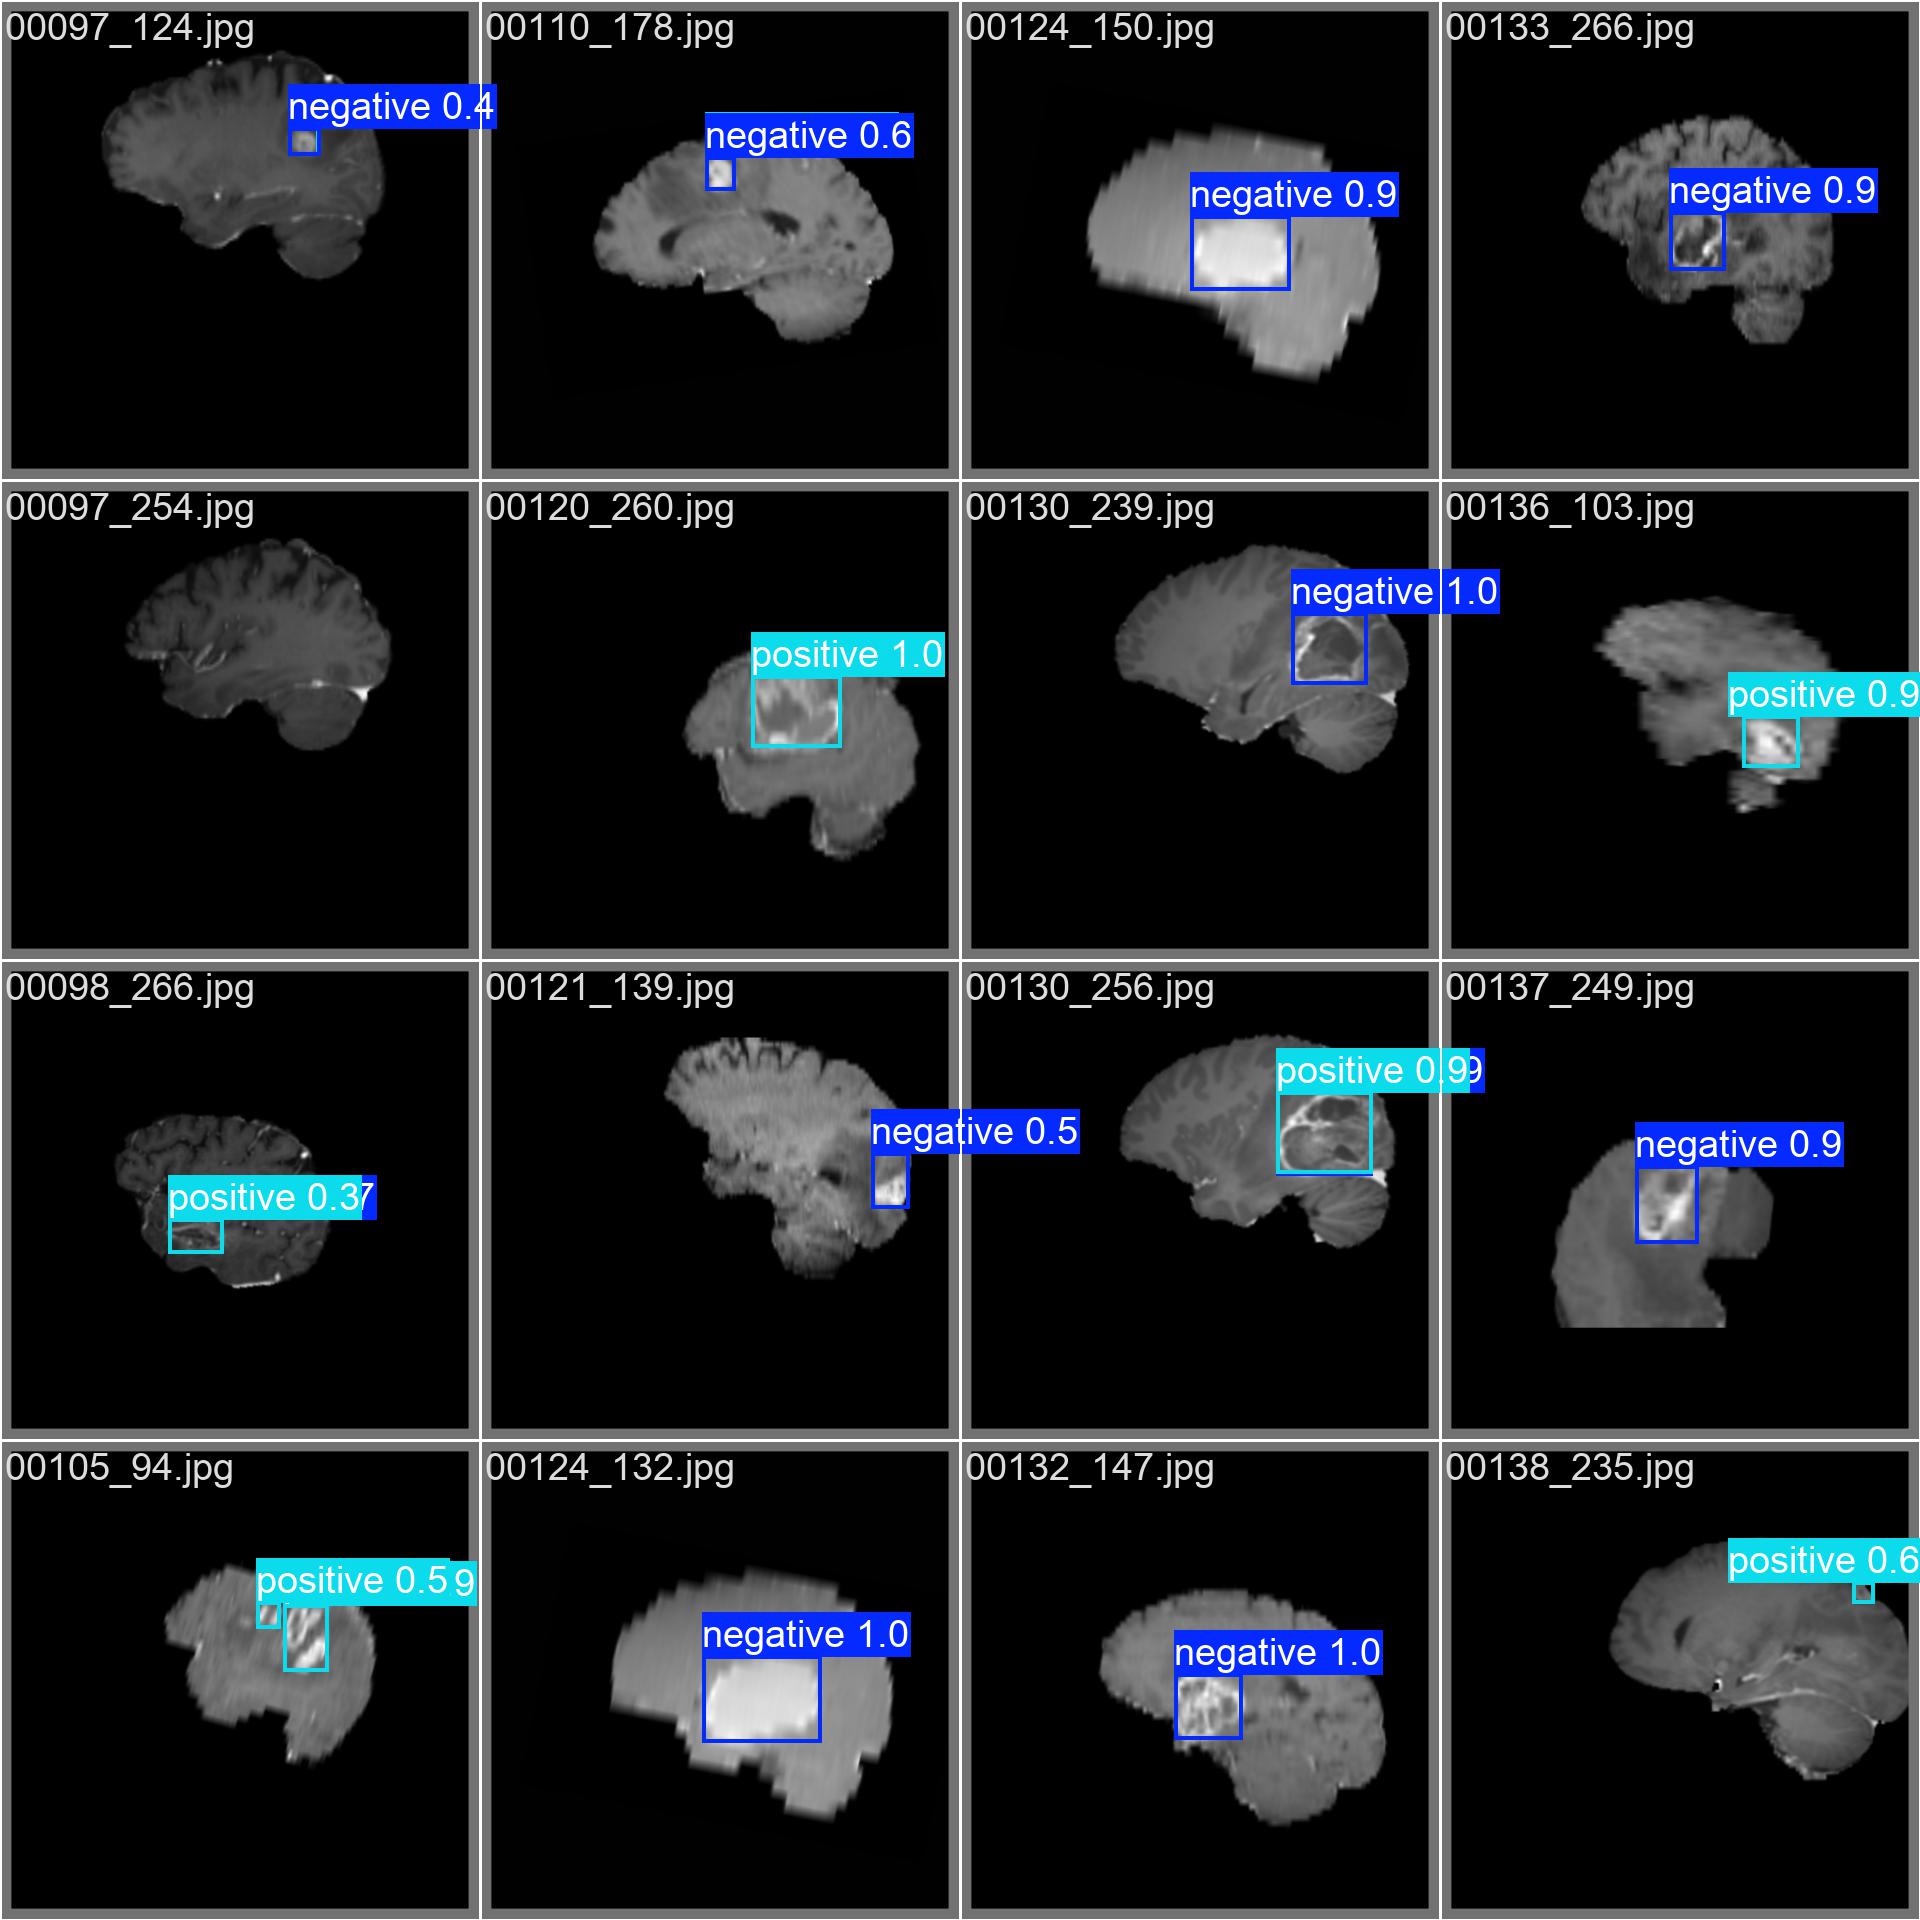 00097_124.jpg
negative 0.4
00110_178.jpg
negative 0.6
00124_150.jpg
negative 0.9
00133_266.jpg
negative 0.9
00097_254.jpg
00120_260.jpg
positive 1.0
00130_239.jpg
negative 1.0
00136_103.jpg
positive 0.9
00098_266.jpg
positive 0.3
7
00121_139.jpg
negative 0.5
00130_256.jpg
positive 0.9
9
00137_249.jpg
negative 0.9
00105_94.jpg
positive 0.5
9
00124_132.jpg
negative 1.0
00132_147.jpg
negative 1.0
00138_235.jpg
positive 0.6